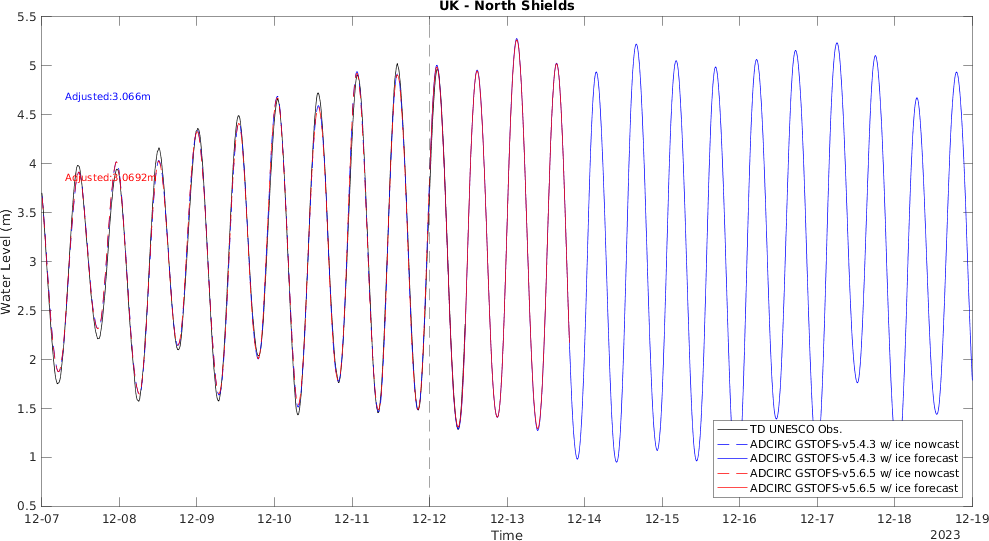 UK - North Shields
5.5
5
4.5
4
3.5
3
2.5
2
1.5
1
0.5
Water Level (m)
Adjusted:3.066m
Adjusted:3.0692m
TD UNESCO Obs.
ADCIRC GSTOFS-v5.4.3 w/ ice nowcast
ADCIRC GSTOFS-v5.4.3 w/ ice forecast
ADCIRC GSTOFS-v5.6.5 w/ ice nowcast
ADCIRC GSTOFS-v5.6.5 w/ ice forecast
12-07 12-08 12-09 12-10 12-11 12-12 12-13 12-14 12-15 12-16 12-17 12-18 12-19
Time
2023